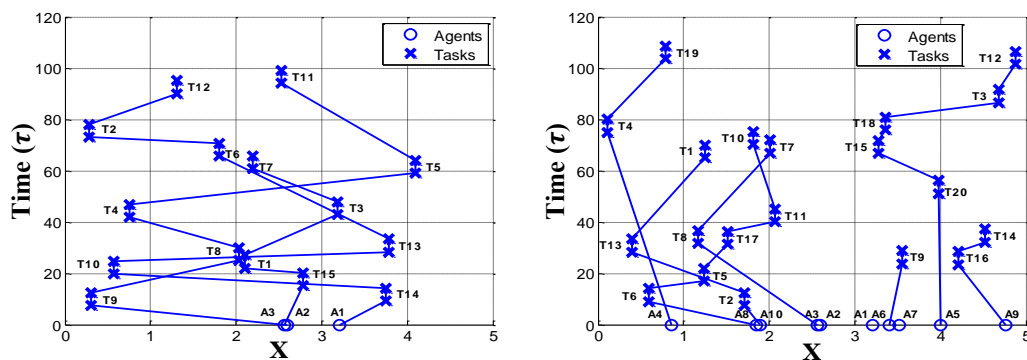 120
100
80
60
40
20
0
0 1 2 3 4 5
Time (τ)
X
Agents
Tasks
T12
T11
T2
T6
T7
T5
T4
T3
T8
T13
T10
T1
T15
T14
T9
A3 A2 A1
120
100
80
60
40
20
0
0 1 2 3 4 5
Time (τ)
X
Agents
Tasks
T19
T12
T3
T4
T18
T10
T1
T7
T15
T20
T11
T13
T8
T17
T14
T9
T16
T5
T6
T2
A4 A8 A10 A3 A2 A1 A6 A7 A5 A9